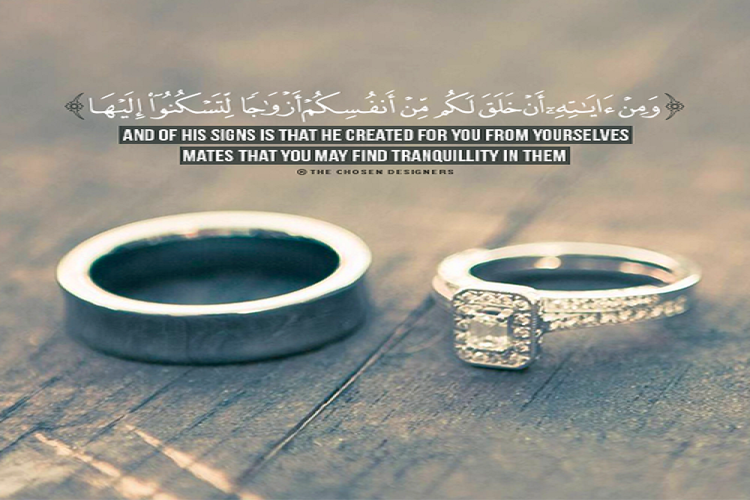 ﴿وَمِنْ ءَايَـٰتِهِۦٓ أَنْ خَلَقَ لَكُم مِّنْ أَنفُسِكُمْ أَزْوَٰجًا لِّتَسْكُنُوٓا۟ إِلَيْهَا﴾
AND OF HIS SIGNS IS THAT HE CREATED FOR YOU FROM YOURSELVES
MATES THAT YOU MAY FIND TRANQUILLITY IN THEM
® THE CHOSEN DESIGNERS